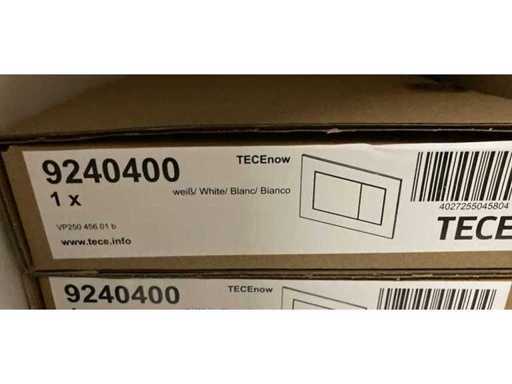 9240400
TECEnow
1 x
weiß/ White/ Blanc/ Bianco
VP250 456 01 b
www.tece.info
4027255045804
TECE
9240400
TECEnow